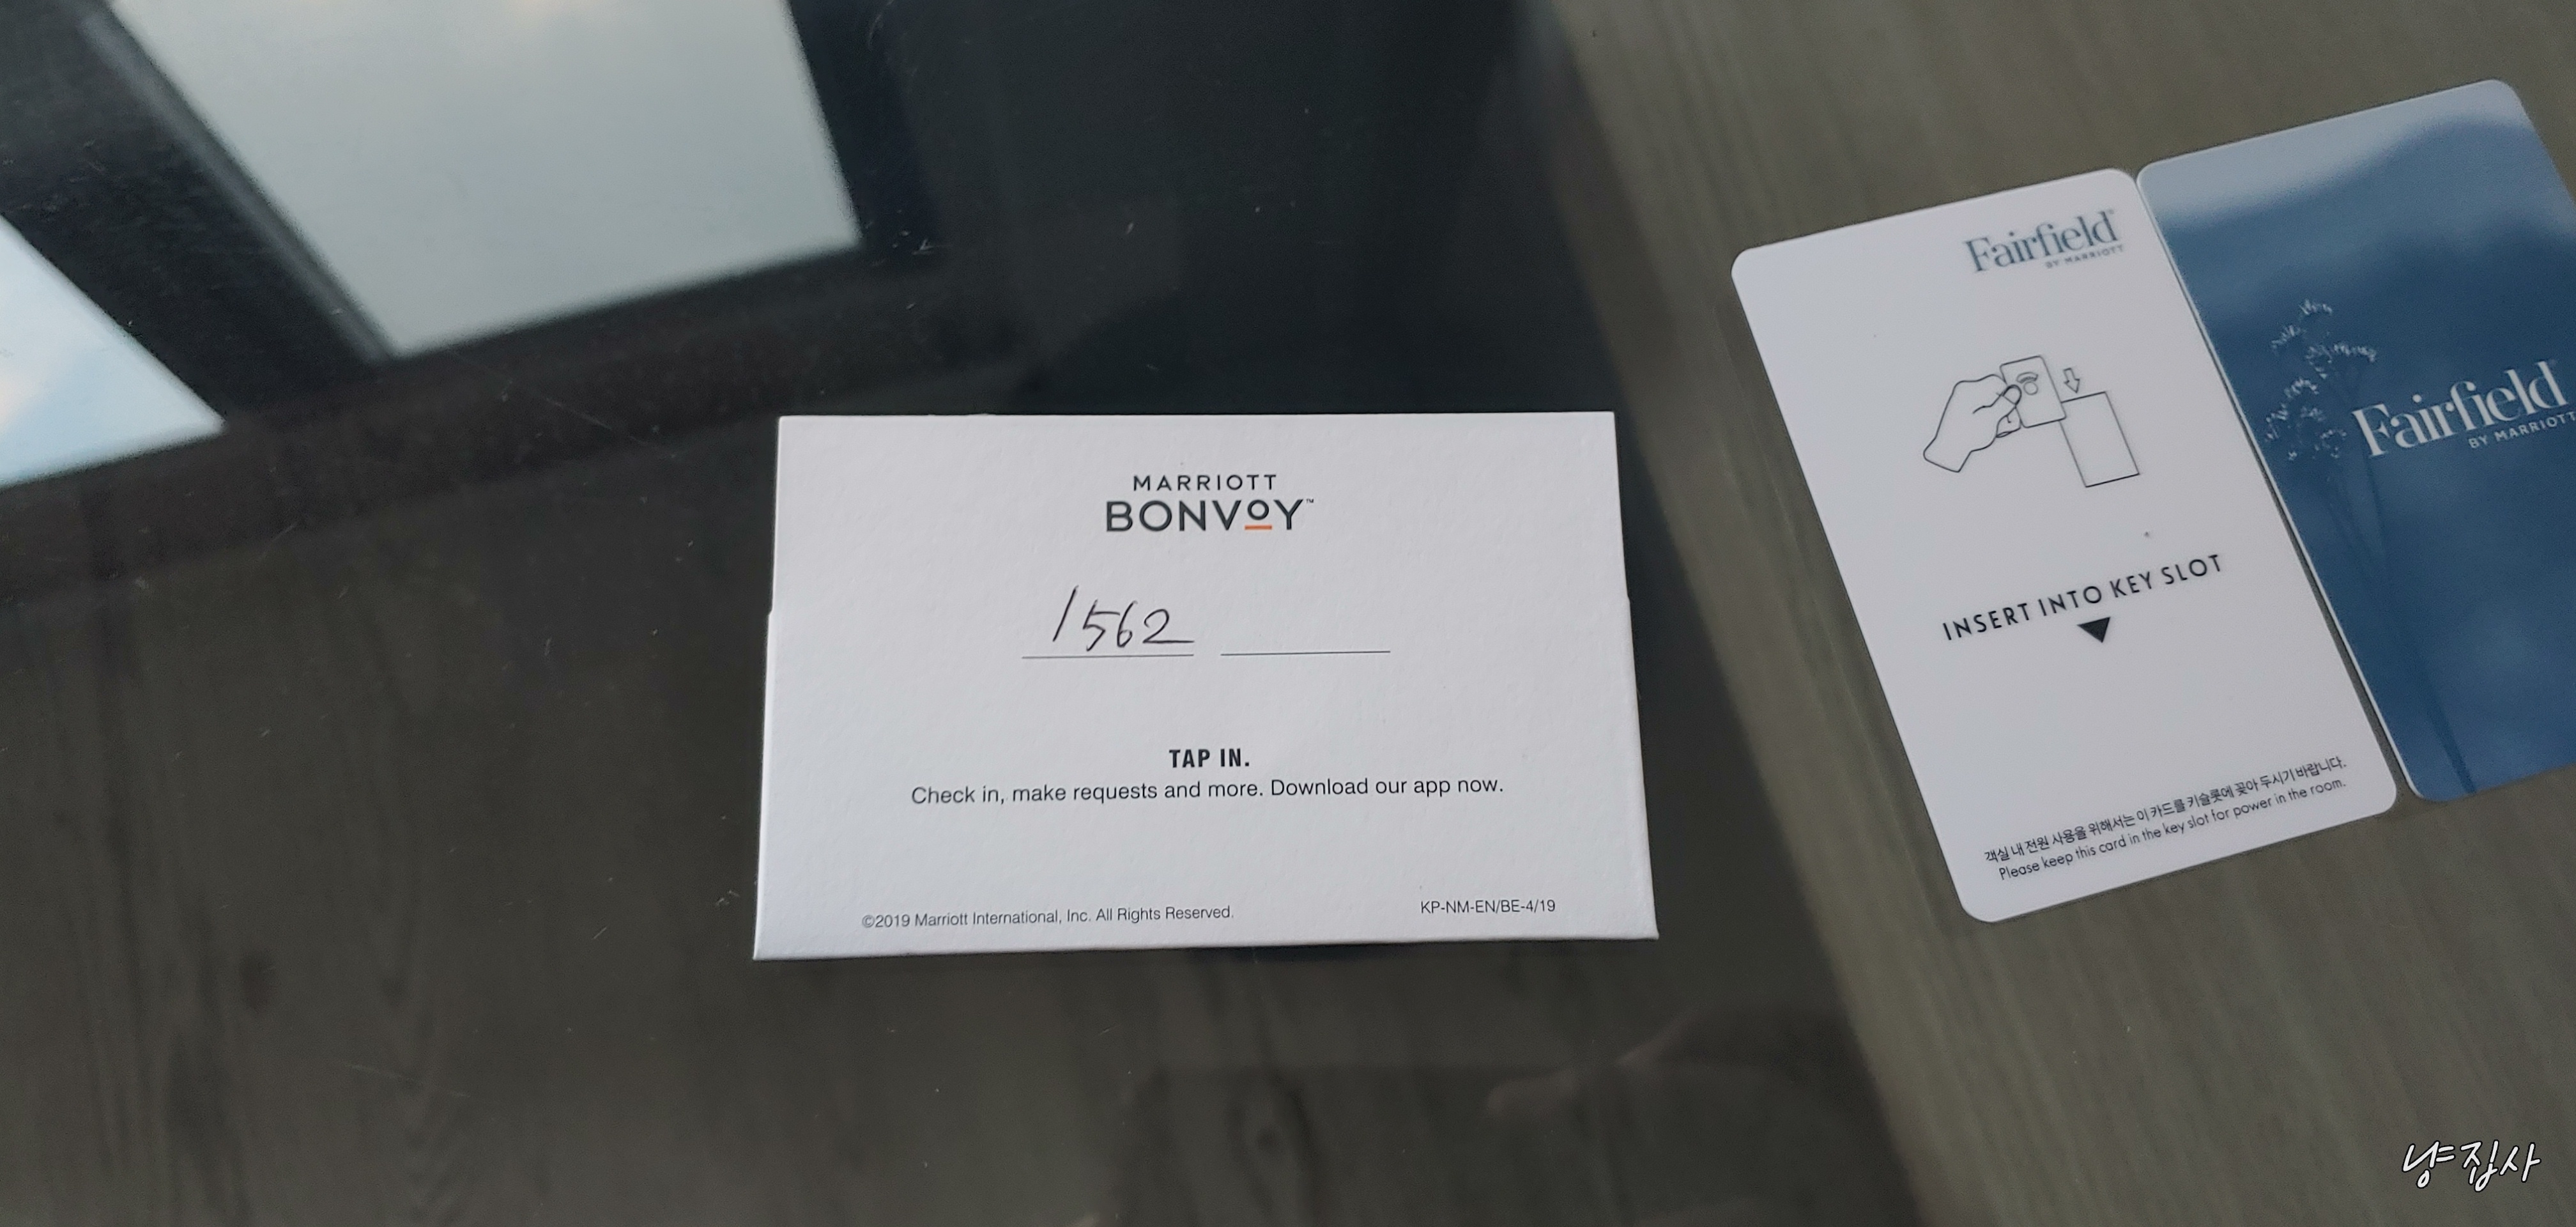 MARRIOTT
BONVOY™
1562
TAP IN.
Check in, make requests and more. Download our app now.
©2019 Marriott International, Inc. All Rights Reserved.
KP-NM-EN/BE-4/19
Fairfield
BY MARRIOTT
INSERT INTO KEY SLOT
객실 내 전원 사용을 위해서는 이 카드를 키슬롯에 꽂아 두시기 바랍니다.
Please keep this card in the key slot for power in the room.
Fairfield
BY MARRIOTT
냥집사